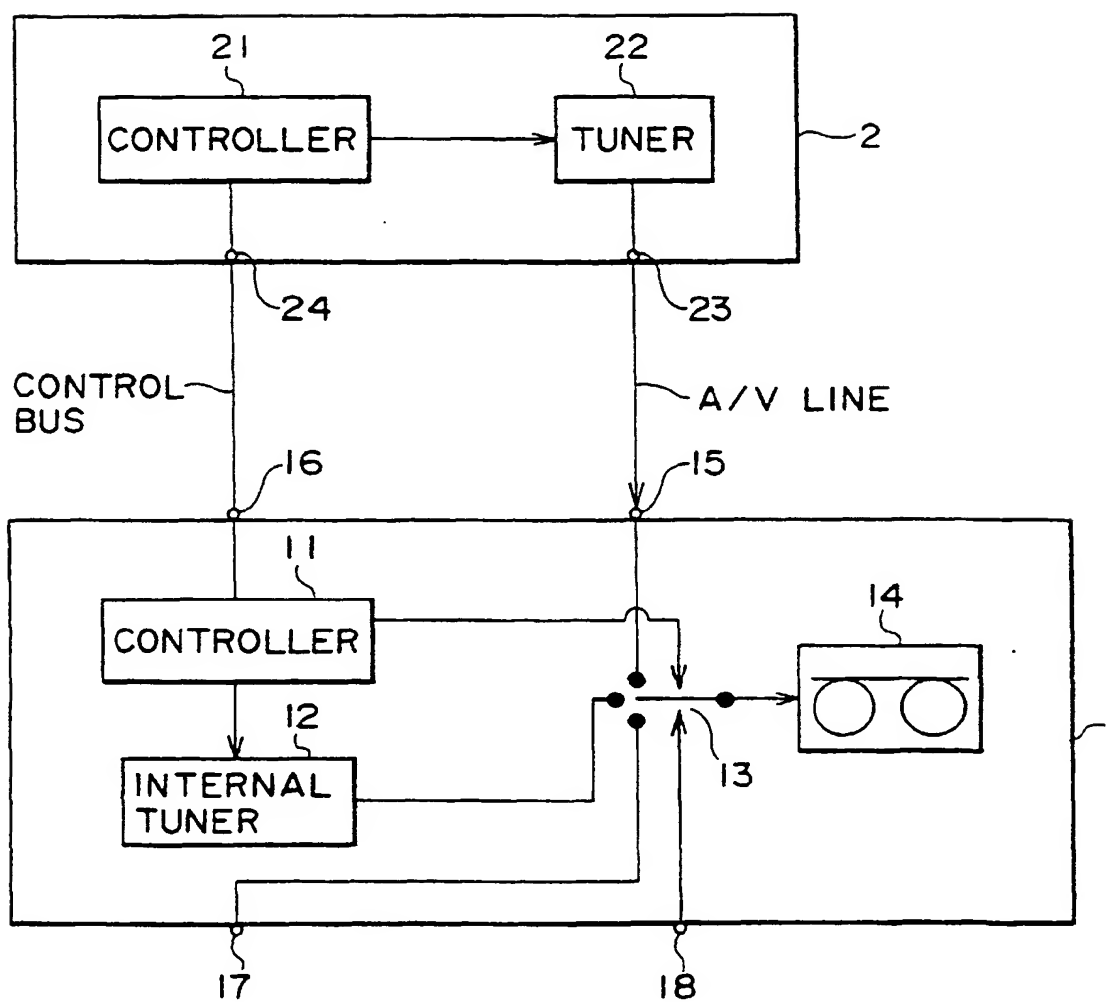 21
22
CONTROLLER
TUNER
2
24
23
CONTROL
BUS
A/V LINE
16
15
11
CONTROLLER
14
12
13
INTERNAL
TUNER
17
18